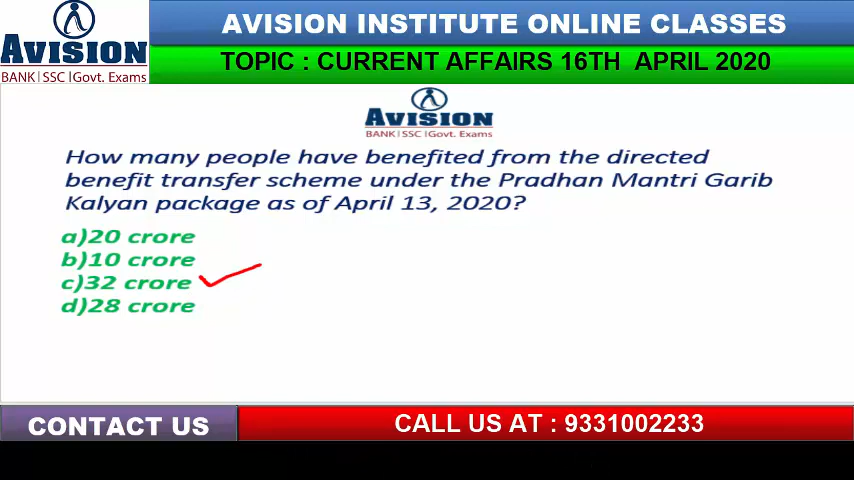 AVISION
BANK|SSC|Govt. Exams
AVISION INSTITUTE ONLINE CLASSES
TOPIC : CURRENT AFFAIRS 16TH APRIL 2020
AVISION
BANK|SSC|Govt. Exams
How many people have benefited from the directed
benefit transfer scheme under the Pradhan Mantri Garib
Kalyan package as of April 13, 2020?
a)20 crore
b)10 crore
c)32 crore
d)28 crore
CONTACT US
CALL US AT : 9331002233